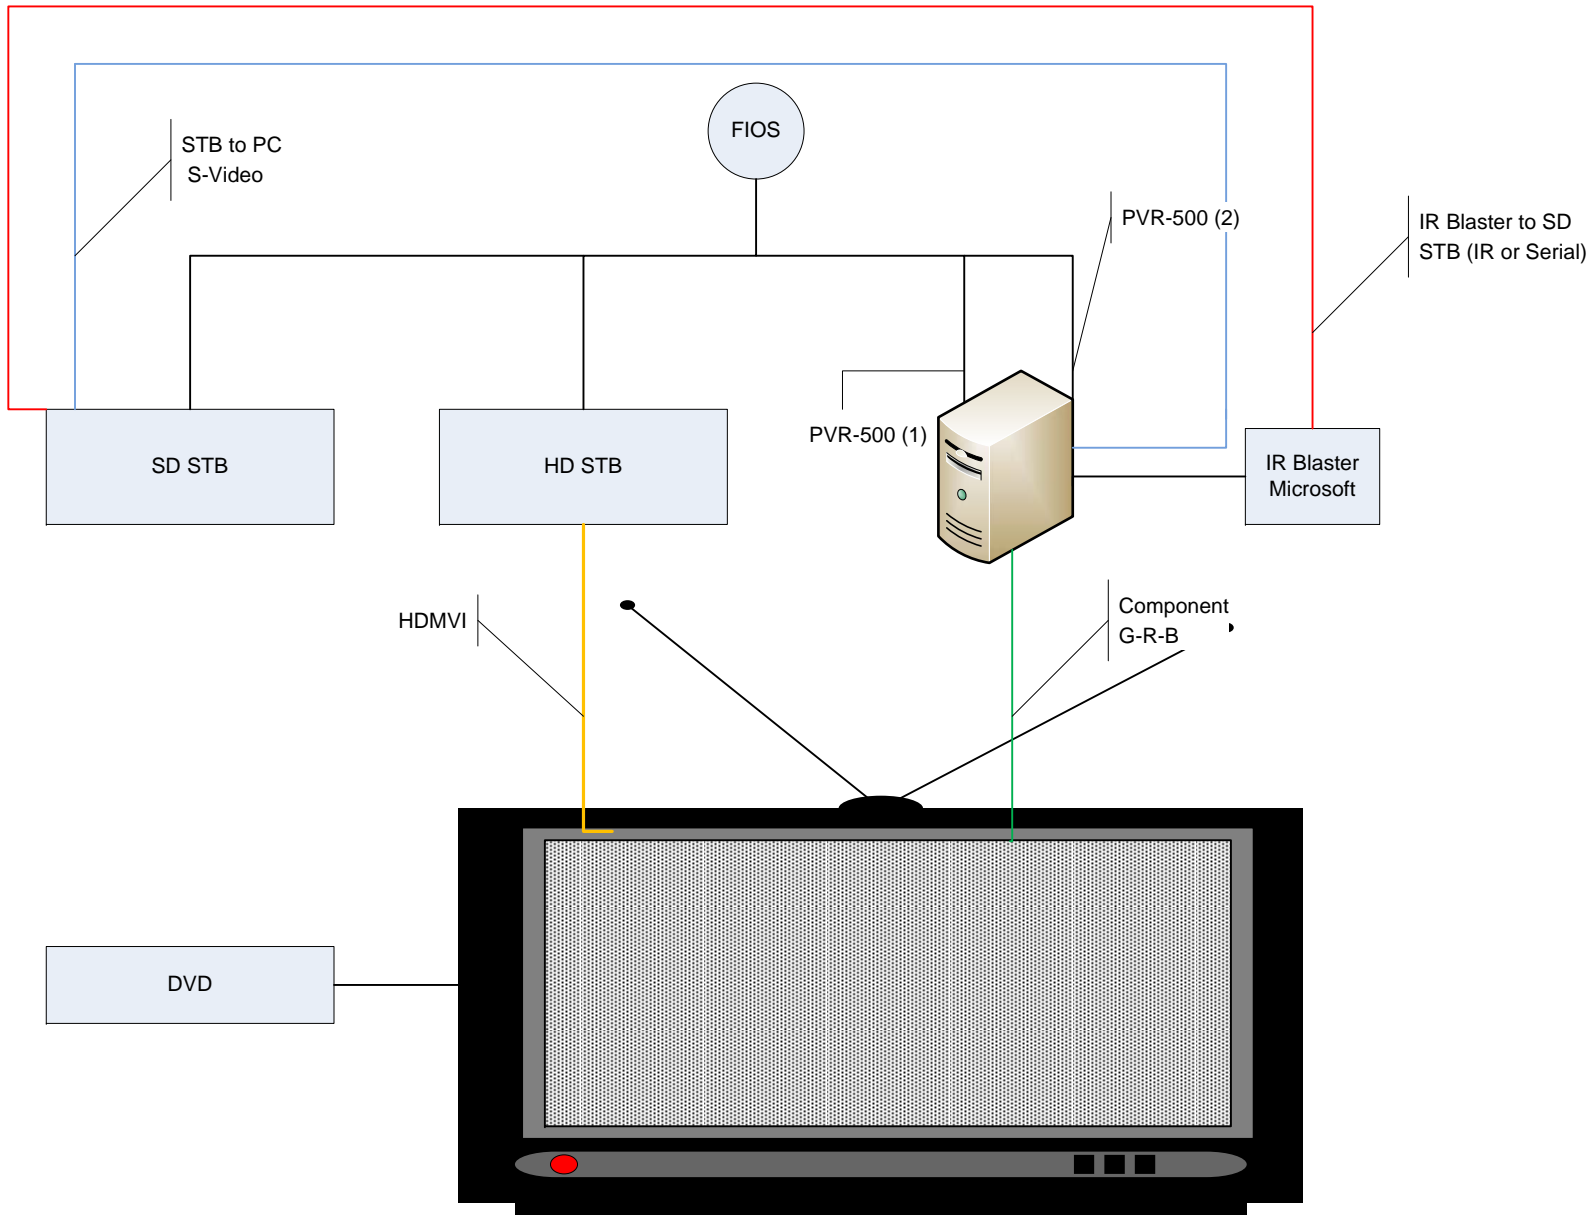 FIOS
STB to PC
S-Video
PVR-500 (2)
IR Blaster to SD
STB (IR or Serial)
PVR-500 (1)
SD STB
HD STB
IR Blaster
Microsoft
HDMVI
Component
G-R-B
DVD